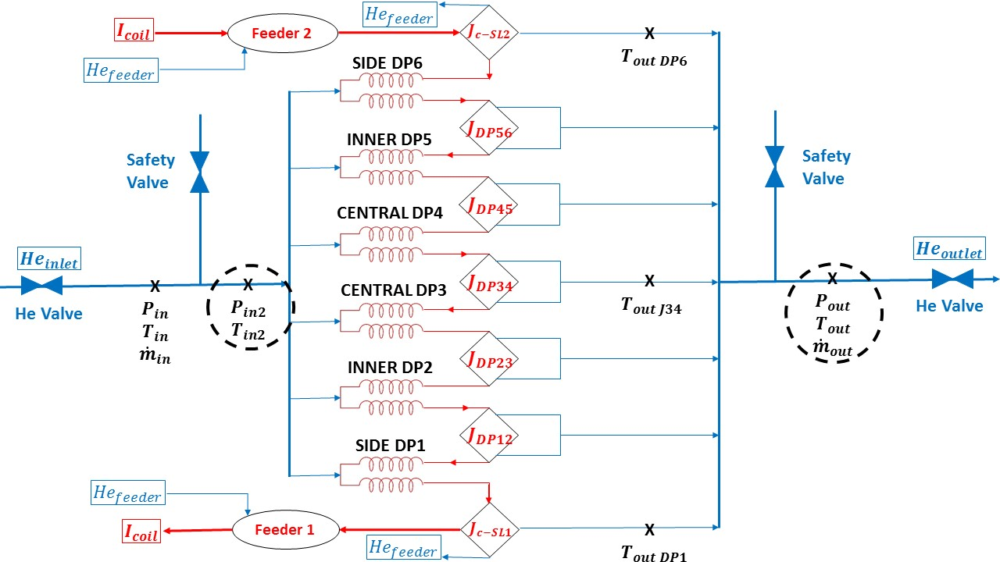 I_coil
Feeder 2
He_feeder
J_c−SL2
He_feeder
X
T_out DP6
SIDE DP6
J_DP56
INNER DP5
J_DP45
CENTRAL DP4
J_DP34
CENTRAL DP3
J_DP23
INNER DP2
J_DP12
SIDE DP1
Safety
Valve
He_inlet
He Valve
X
P_in
T_in
ṁ_in
X
P_in2
T_in2
X
T_out J34
Safety
Valve
X
P_out
T_out
ṁ_out
He_outlet
He Valve
He_feeder
I_coil
Feeder 1
He_feeder
J_c−SL1
X
T_out DP1